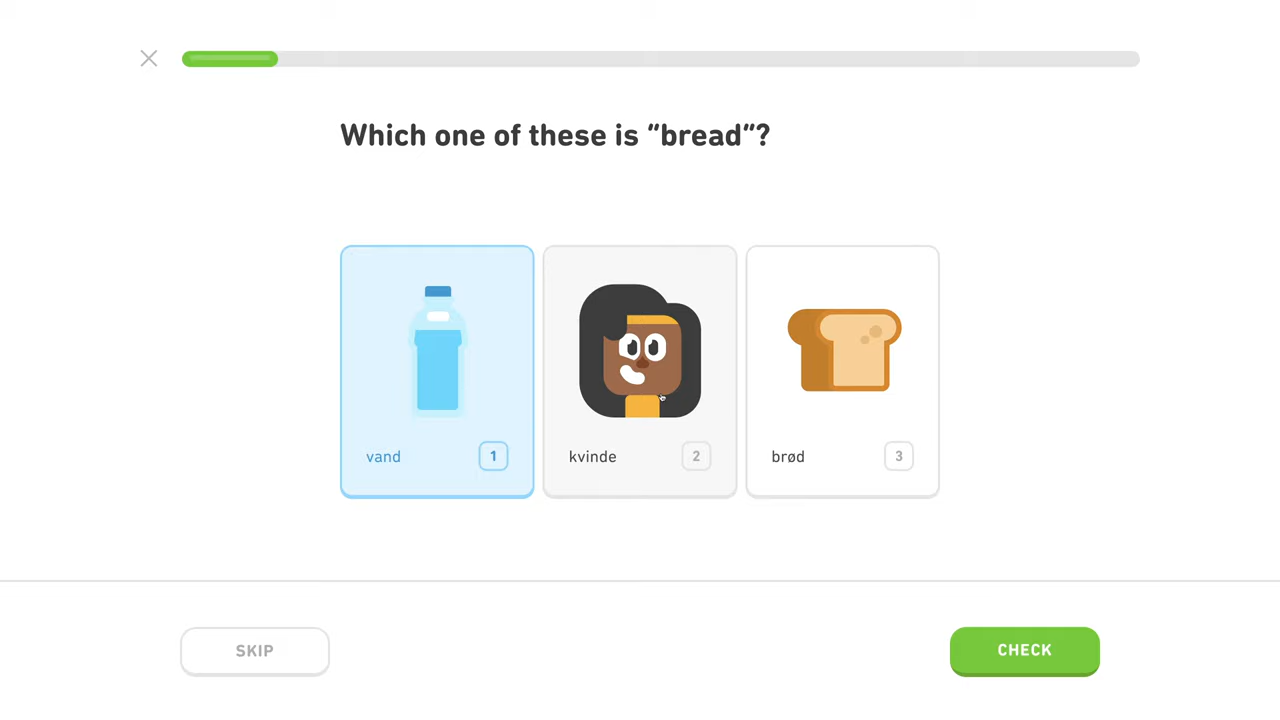 Which one of these is “bread”?
vand 1
kvinde 2
brød 3
SKIP
CHECK